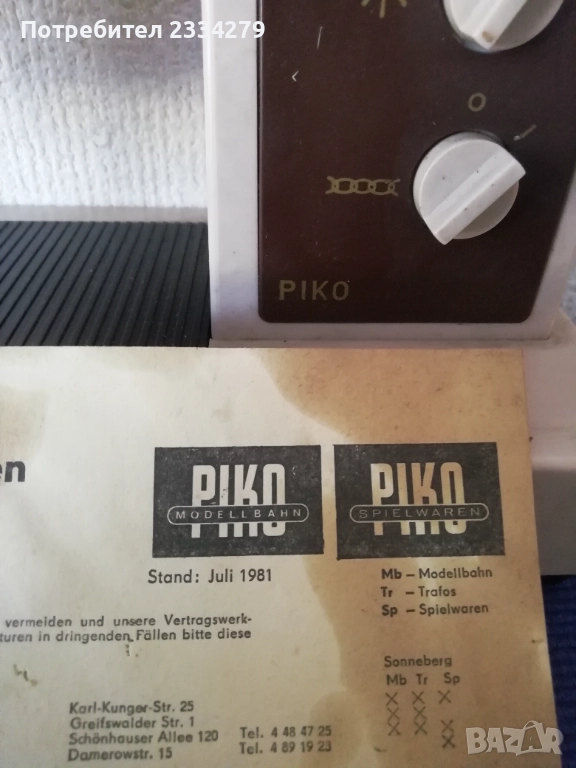 Потребител 2334279
O
PIKO
en
PIKO
MODELLBAHN
PIKO
SPIELWAREN
Stand: Juli 1981
Mb – Modellbahn
Tr – Trafos
Sp – Spielwaren
vermeiden und unsere Vertragswerk-
turen in dringenden Fällen bitte diese
Sonneberg
Mb Tr Sp
Karl-Kunger-Str. 25
X X X
Greifswalder Str. 1
X X
Schönhauser Allee 120 Tel. 4 48 47 25
X X X
Damerowstr. 15 Tel. 4 89 19 23
X
BAZAR